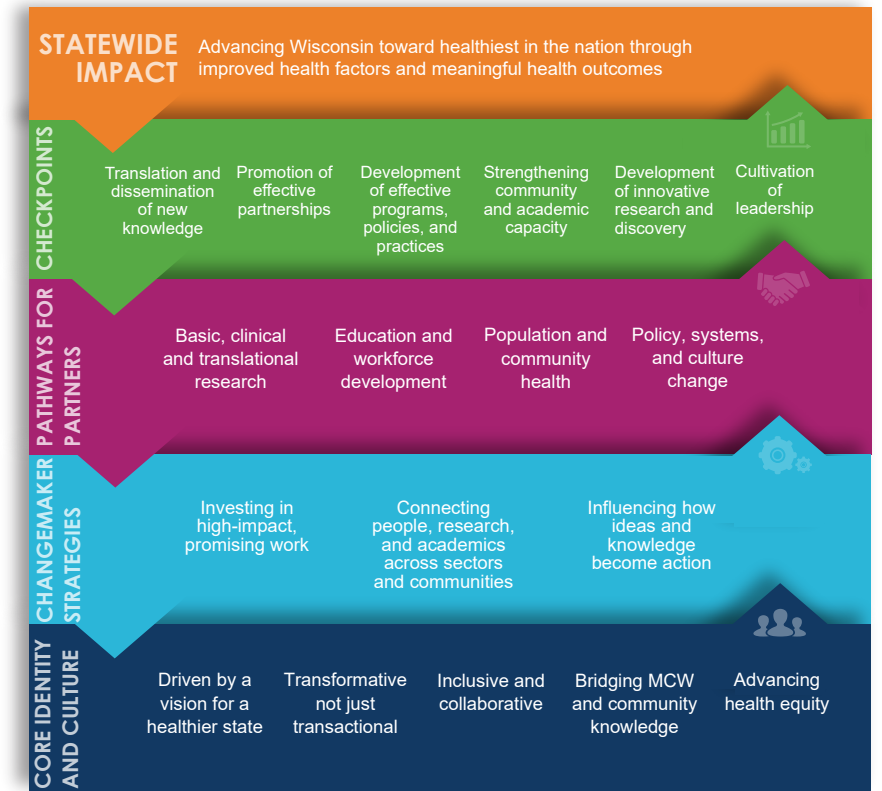 STATEWIDE
IMPACT
Advancing Wisconsin toward healthiest in the nation through
improved health factors and meaningful health outcomes
CHECKPOINTS
Translation and
dissemination
of new
knowledge
Promotion of
effective
partnerships
Development
of effective
programs,
policies, and
practices
Strengthening
community
and academic
capacity
Development
of innovative
research and
discovery
Cultivation
of
leadership
PATHWAYS FOR
PARTNERS
Basic, clinical
and translational
research
Education and
workforce
development
Population and
community
health
Policy, systems,
and culture
change
CHANGEMAKER
STRATEGIES
Investing in
high-impact,
promising work
Connecting
people, research,
and academics
across sectors
and communities
Influencing how
ideas and
knowledge
become action
CORE IDENTITY
AND CULTURE
Driven by a
vision for a
healthier state
Transformative
not just
transactional
Inclusive and
collaborative
Bridging MCW
and community
knowledge
Advancing
health equity